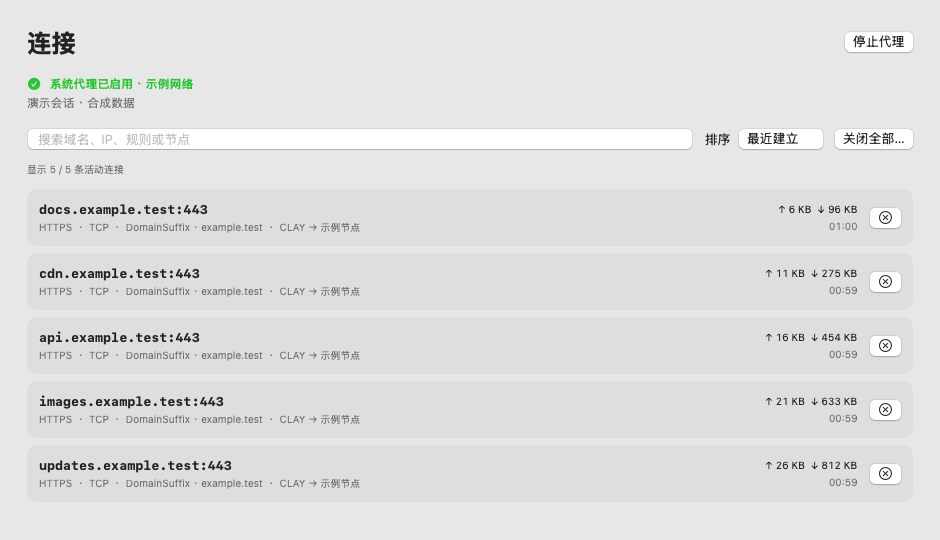 连接
停止代理
系统代理已启用 · 示例网络
演示会话 · 合成数据
搜索域名、IP、规则或节点
排序 最近建立 关闭全部...
显示 5 / 5 条活动连接
docs.example.test:443 ↑ 6 KB ↓ 96 KB
HTTPS · TCP · DomainSuffix · example.test · CLAY → 示例节点 01:00
cdn.example.test:443 ↑ 11 KB ↓ 275 KB
HTTPS · TCP · DomainSuffix · example.test · CLAY → 示例节点 00:59
api.example.test:443 ↑ 16 KB ↓ 454 KB
HTTPS · TCP · DomainSuffix · example.test · CLAY → 示例节点 00:59
images.example.test:443 ↑ 21 KB ↓ 633 KB
HTTPS · TCP · DomainSuffix · example.test · CLAY → 示例节点 00:59
updates.example.test:443 ↑ 26 KB ↓ 812 KB
HTTPS · TCP · DomainSuffix · example.test · CLAY → 示例节点 00:59